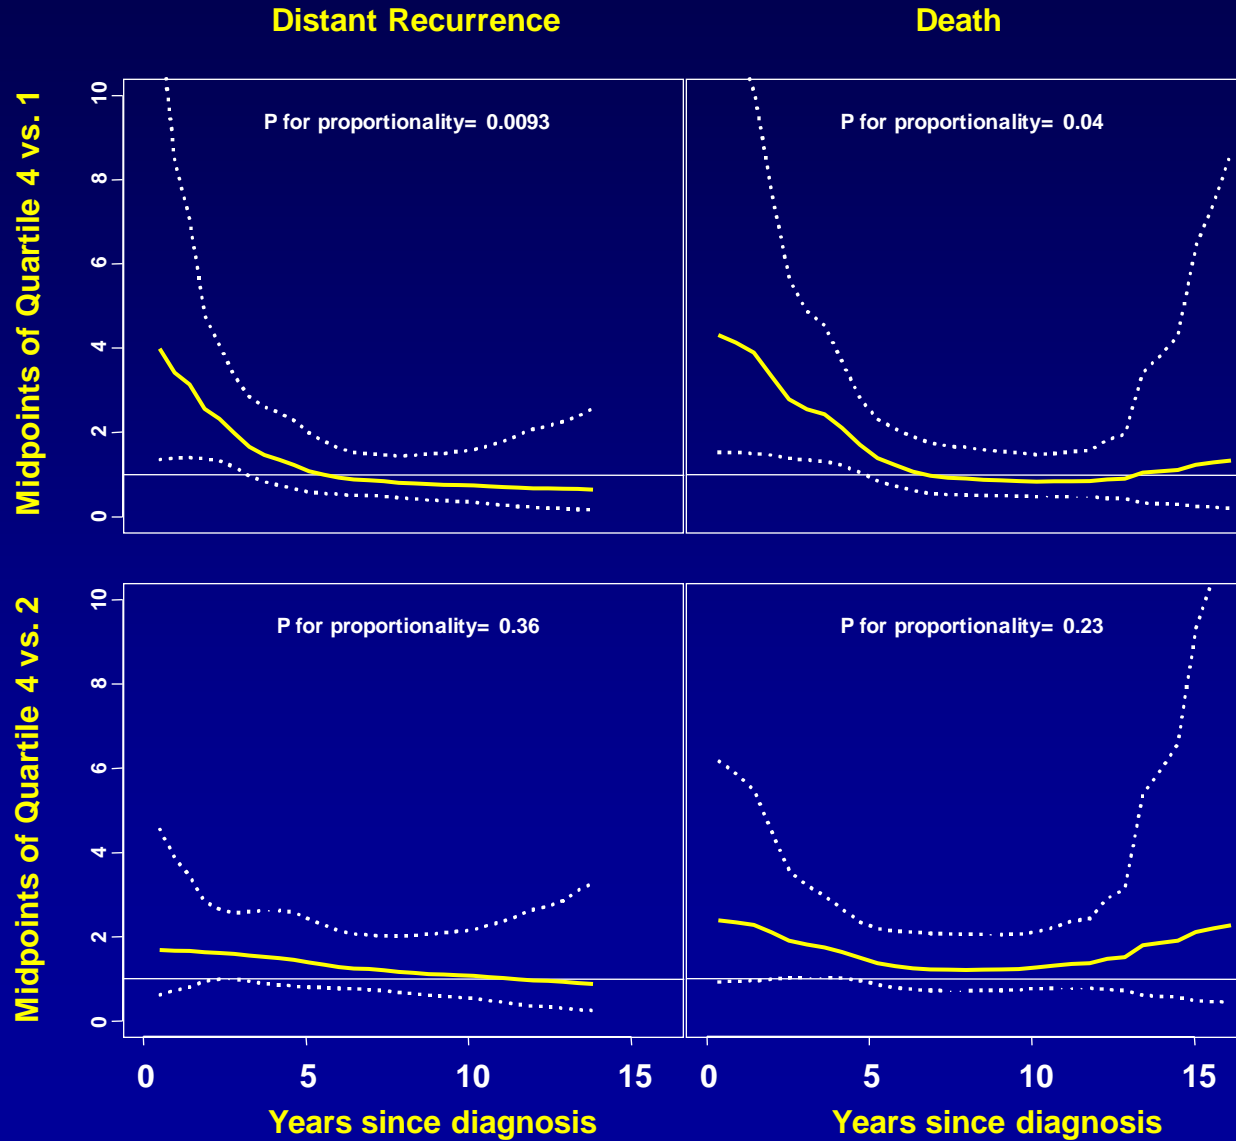 Distant Recurrence
Death
Midpoints of Quartile 4 vs. 1
10
8
6
4
2
0
P for proportionality= 0.0093
P for proportionality= 0.04
Midpoints of Quartile 4 vs. 2
10
8
6
4
2
0
P for proportionality= 0.36
P for proportionality= 0.23
0 5 10 15
0 5 10 15
Years since diagnosis
Years since diagnosis